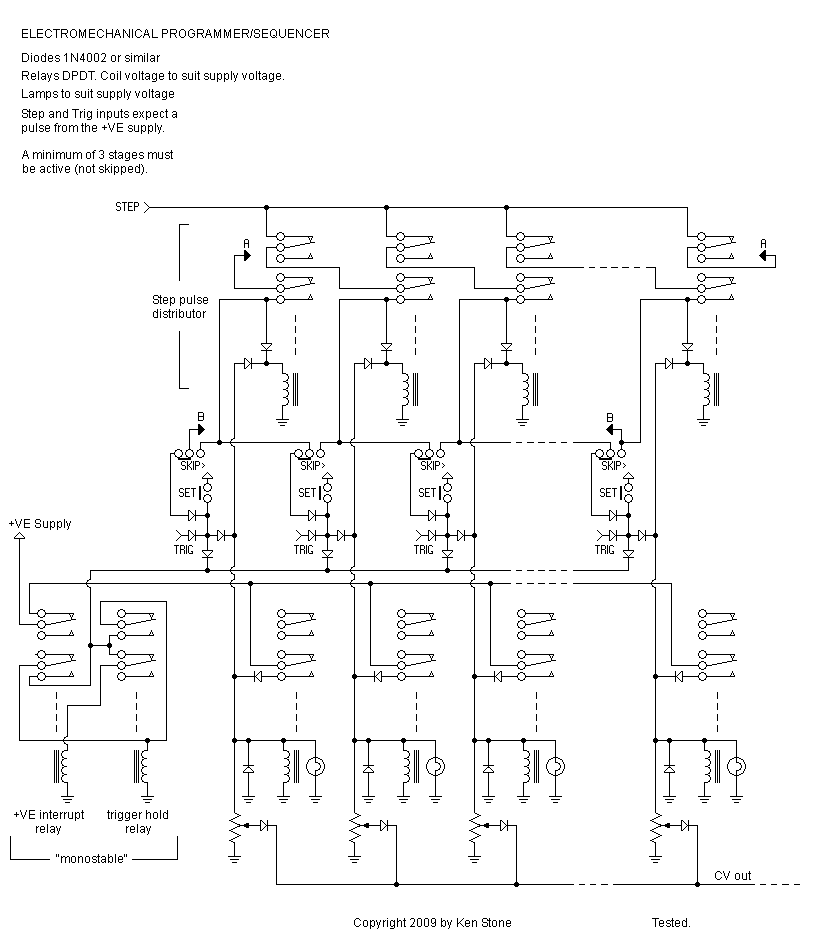 ELECTROMECHANICAL PROGRAMMER/SEQUENCER
Diodes 1N4002 or similar
Relays DPDT. Coil voltage to suit supply voltage.
Lamps to suit supply voltage
Step and Trig inputs expect a
pulse from the +VE supply.
A minimum of 3 stages must
be active (not skipped).
STEP
A
A
Step pulse
distributor
B
B
SKIP>
SKIP>
SKIP>
SKIP>
SET
SET
SET
SET
+VE Supply
TRIG
TRIG
TRIG
TRIG
+VE interrupt
relay
trigger hold
relay
"monostable"
CV out
Copyright 2009 by Ken Stone
Tested.